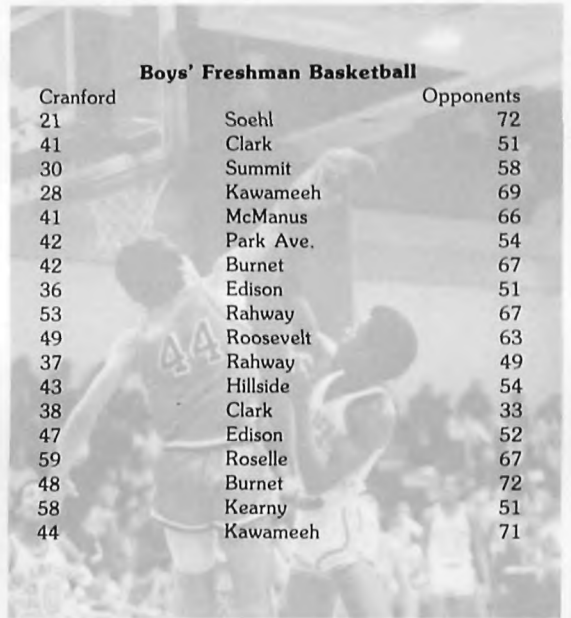 Boys' Freshman Basketball
Cranford Opponents
21 Soehl 72
41 Clark 51
30 Summit 58
28 Kawameeh 69
41 McManus 66
42 Park Ave. 54
42 Burnet 67
36 Edison 51
53 Rahway 67
49 Roosevelt 63
37 Rahway 49
43 Hillside 54
38 Clark 33
47 Edison 52
59 Roselle 67
48 Burnet 72
58 Kearny 51
44 Kawameeh 71
44